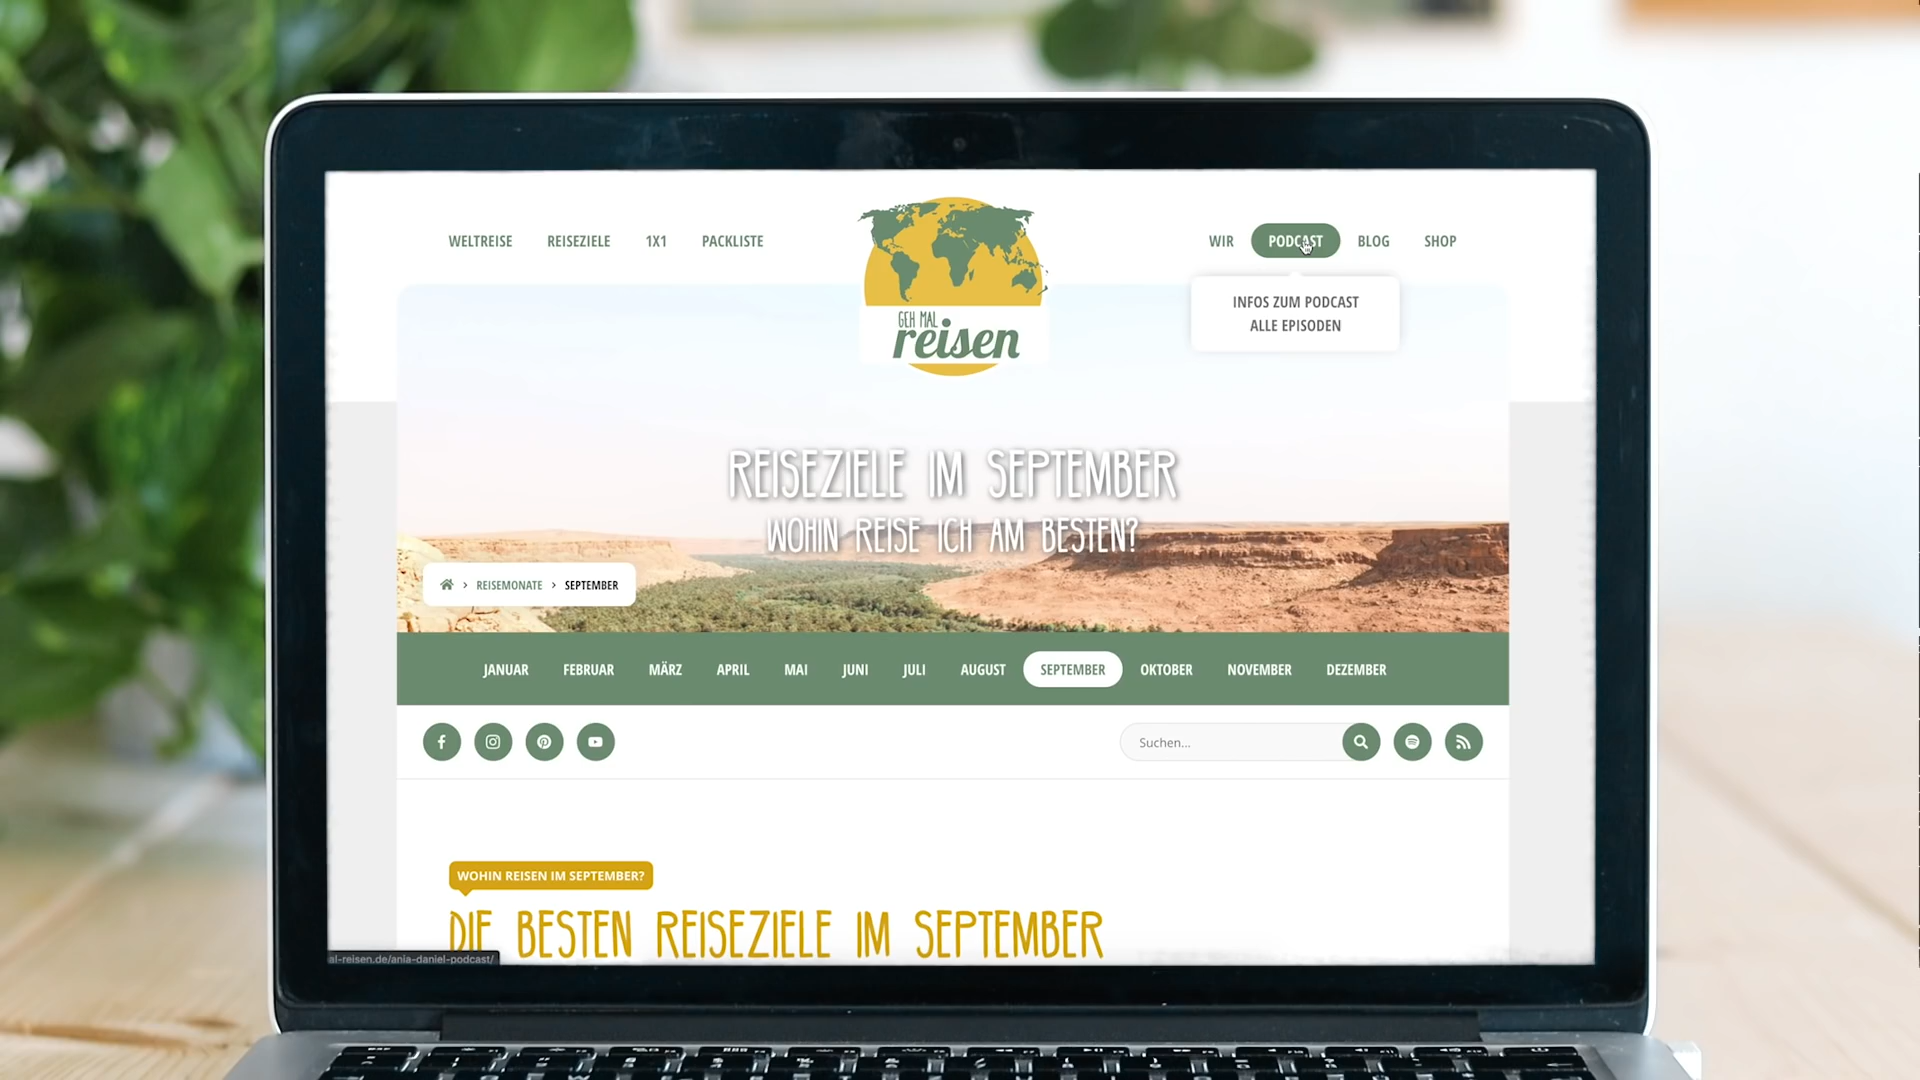 WELTREISE REISEZIELE 1X1 PACKLISTE
GEH MAL
reisen
WIR PODCAST BLOG SHOP
INFOS ZUM PODCAST
ALLE EPISODEN
REISEZIELE IM SEPTEMBER
WOHIN REISE ICH AM BESTEN?
> REISEMONATE > SEPTEMBER
JANUAR FEBRUAR MÄRZ APRIL MAI JUNI JULI AUGUST SEPTEMBER OKTOBER NOVEMBER DEZEMBER
Suchen...
WOHIN REISEN IM SEPTEMBER?
DIE BESTEN REISEZIELE IM SEPTEMBER
al-reisen.de/ania-daniel-podcast/